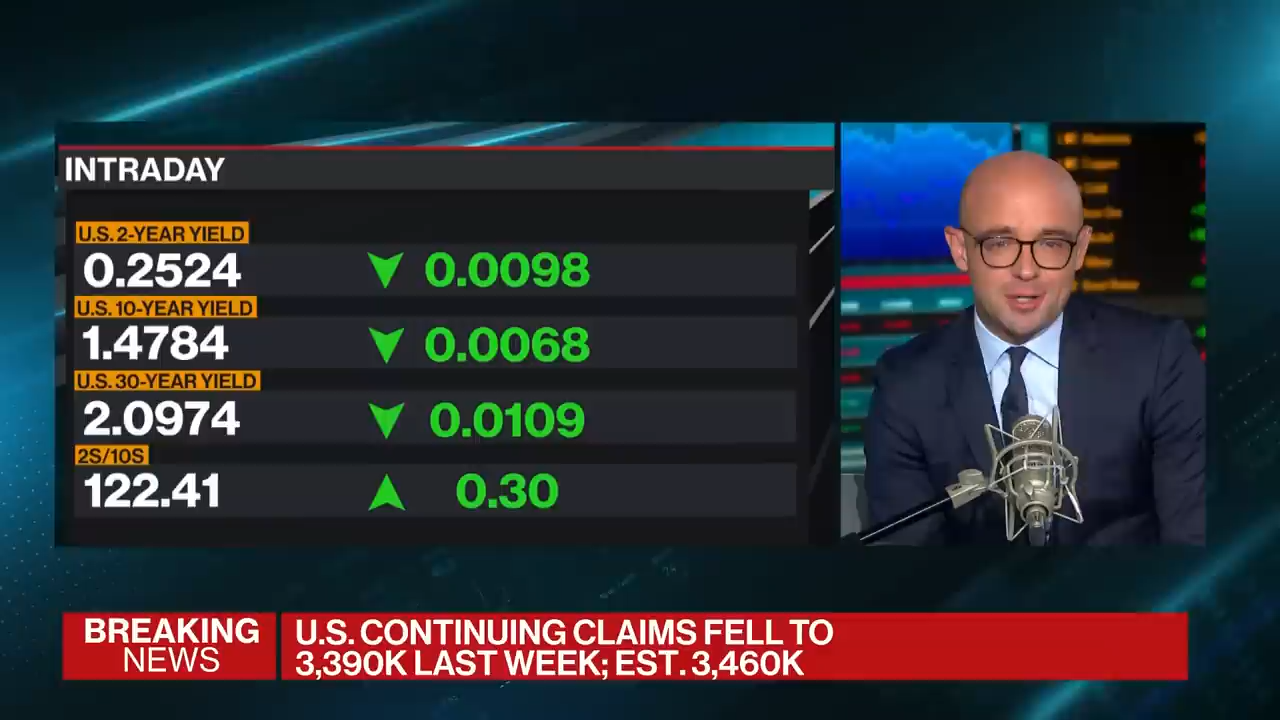 INTRADAY
U.S. 2-YEAR YIELD
0.2524 ▼ 0.0098
U.S. 10-YEAR YIELD
1.4784 ▼ 0.0068
U.S. 30-YEAR YIELD
2.0974 ▼ 0.0109
2S/10S
122.41 ▲ 0.30
BREAKING
NEWS
U.S. CONTINUING CLAIMS FELL TO
3,390K LAST WEEK; EST. 3,460K